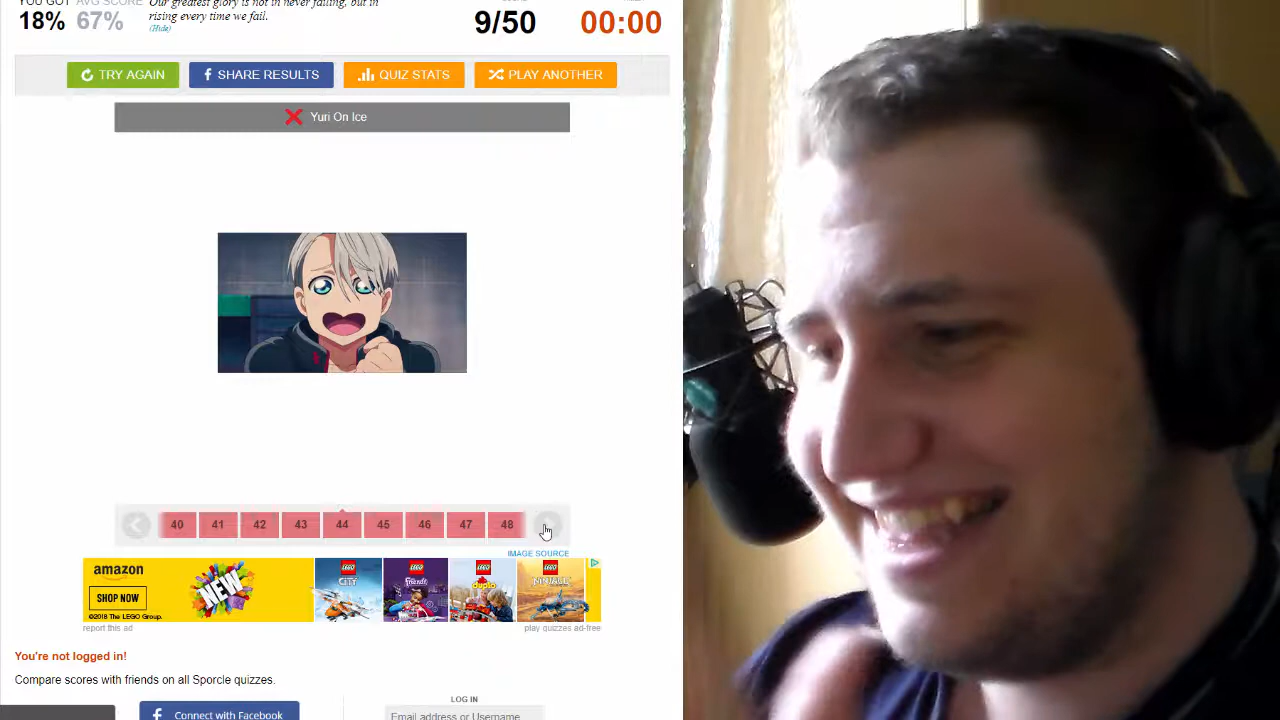 YOU GOT AVG SCORE
18% 67%
Our greatest glory is not in never failing, but in
rising every time we fail.
(Hide)
9/50 00:00
TRY AGAIN
SHARE RESULTS
QUIZ STATS
PLAY ANOTHER
Yuri On Ice
40 41 42 43 44 45 46 47 48
IMAGE SOURCE
amazon
SHOP NOW
©2018 The LEGO Group.
NEW
LEGO
CITY
LEGO
Friends
LEGO
duplo
LEGO
NINJAGO
report this ad
play quizzes ad-free
You're not logged in!
Compare scores with friends on all Sporcle quizzes.
Connect with Facebook
LOG IN
Email address or Username